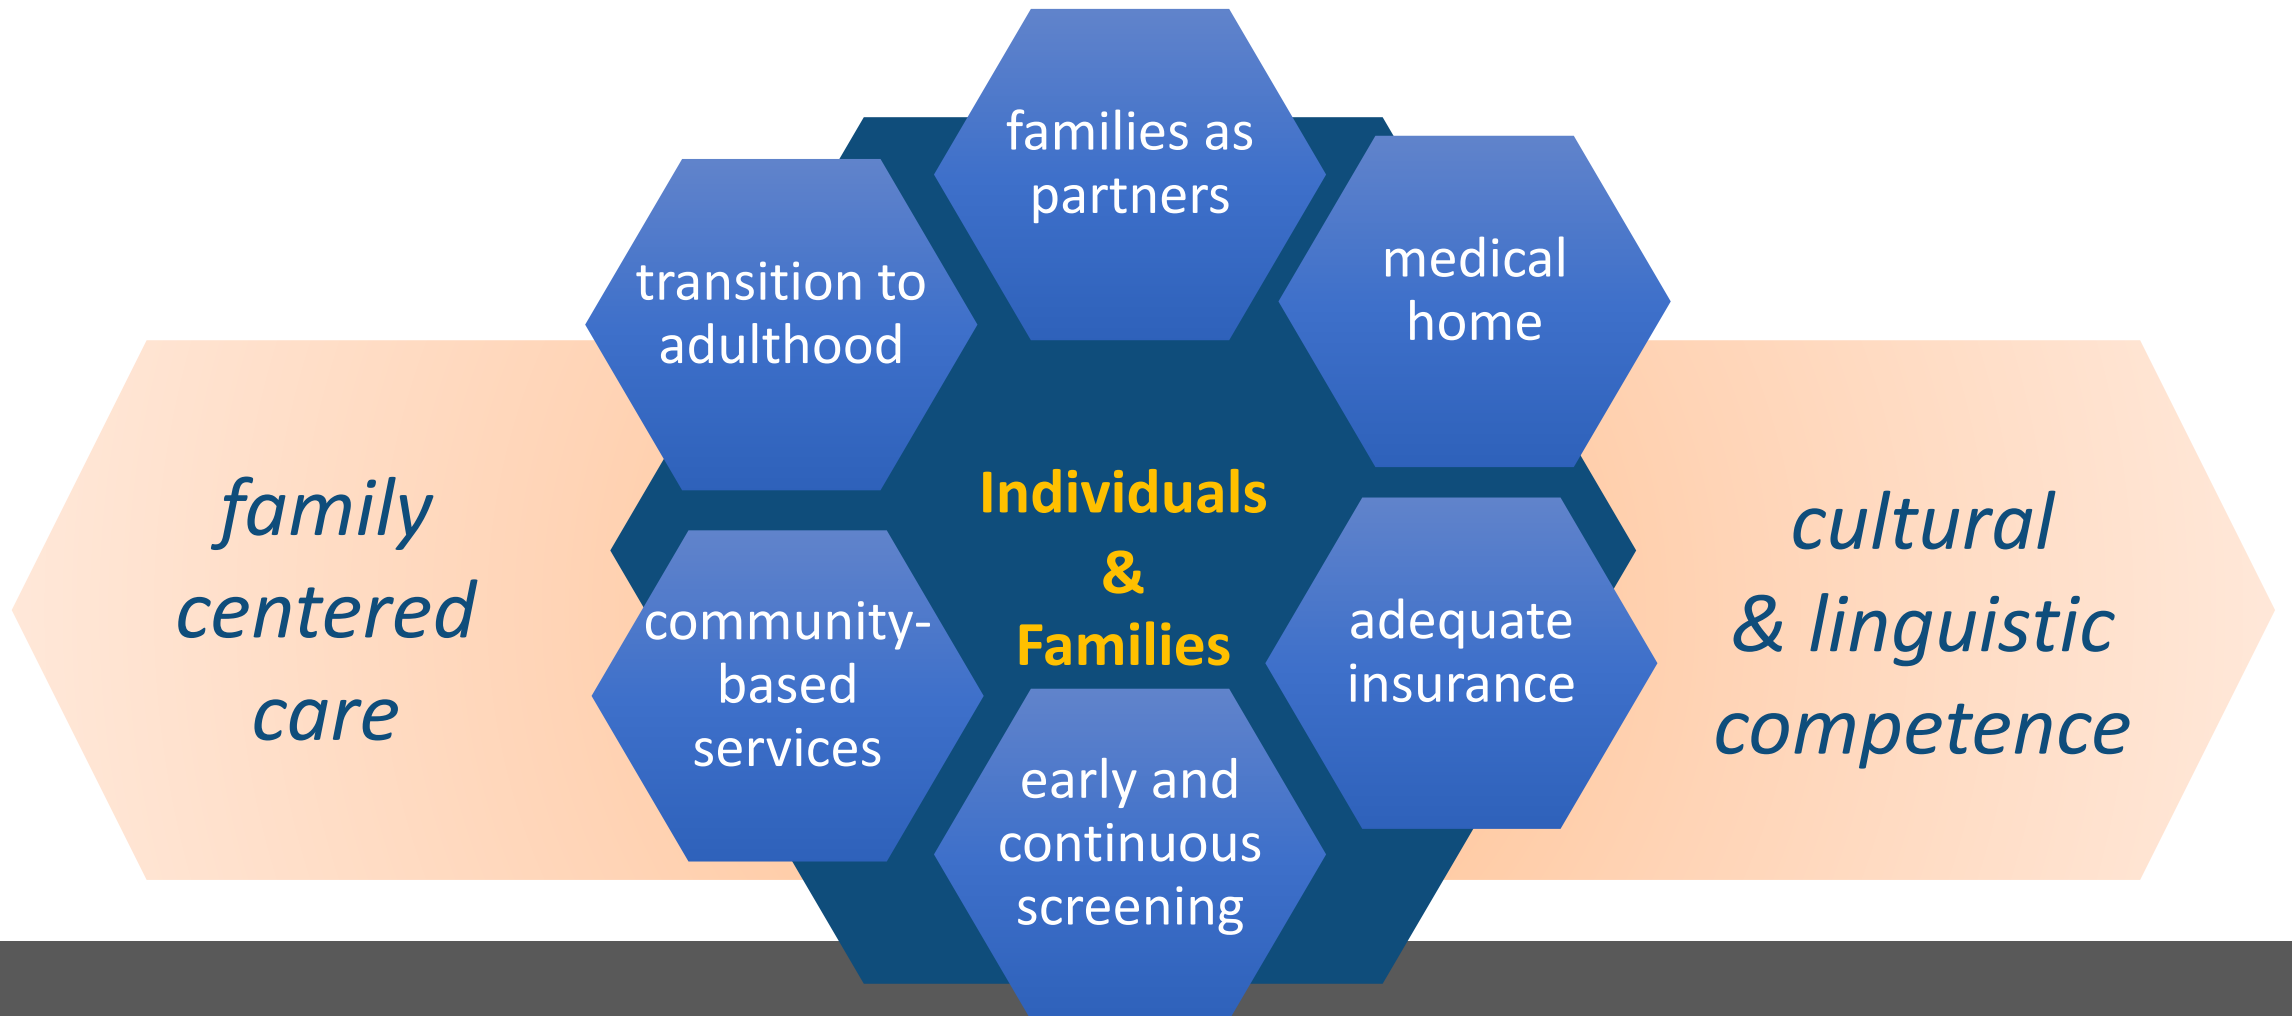 families as
partners
medical
home
transition to
adulthood
family
centered
care
Individuals
&
Families
cultural
& linguistic
competence
community-
based
services
adequate
insurance
early and
continuous
screening